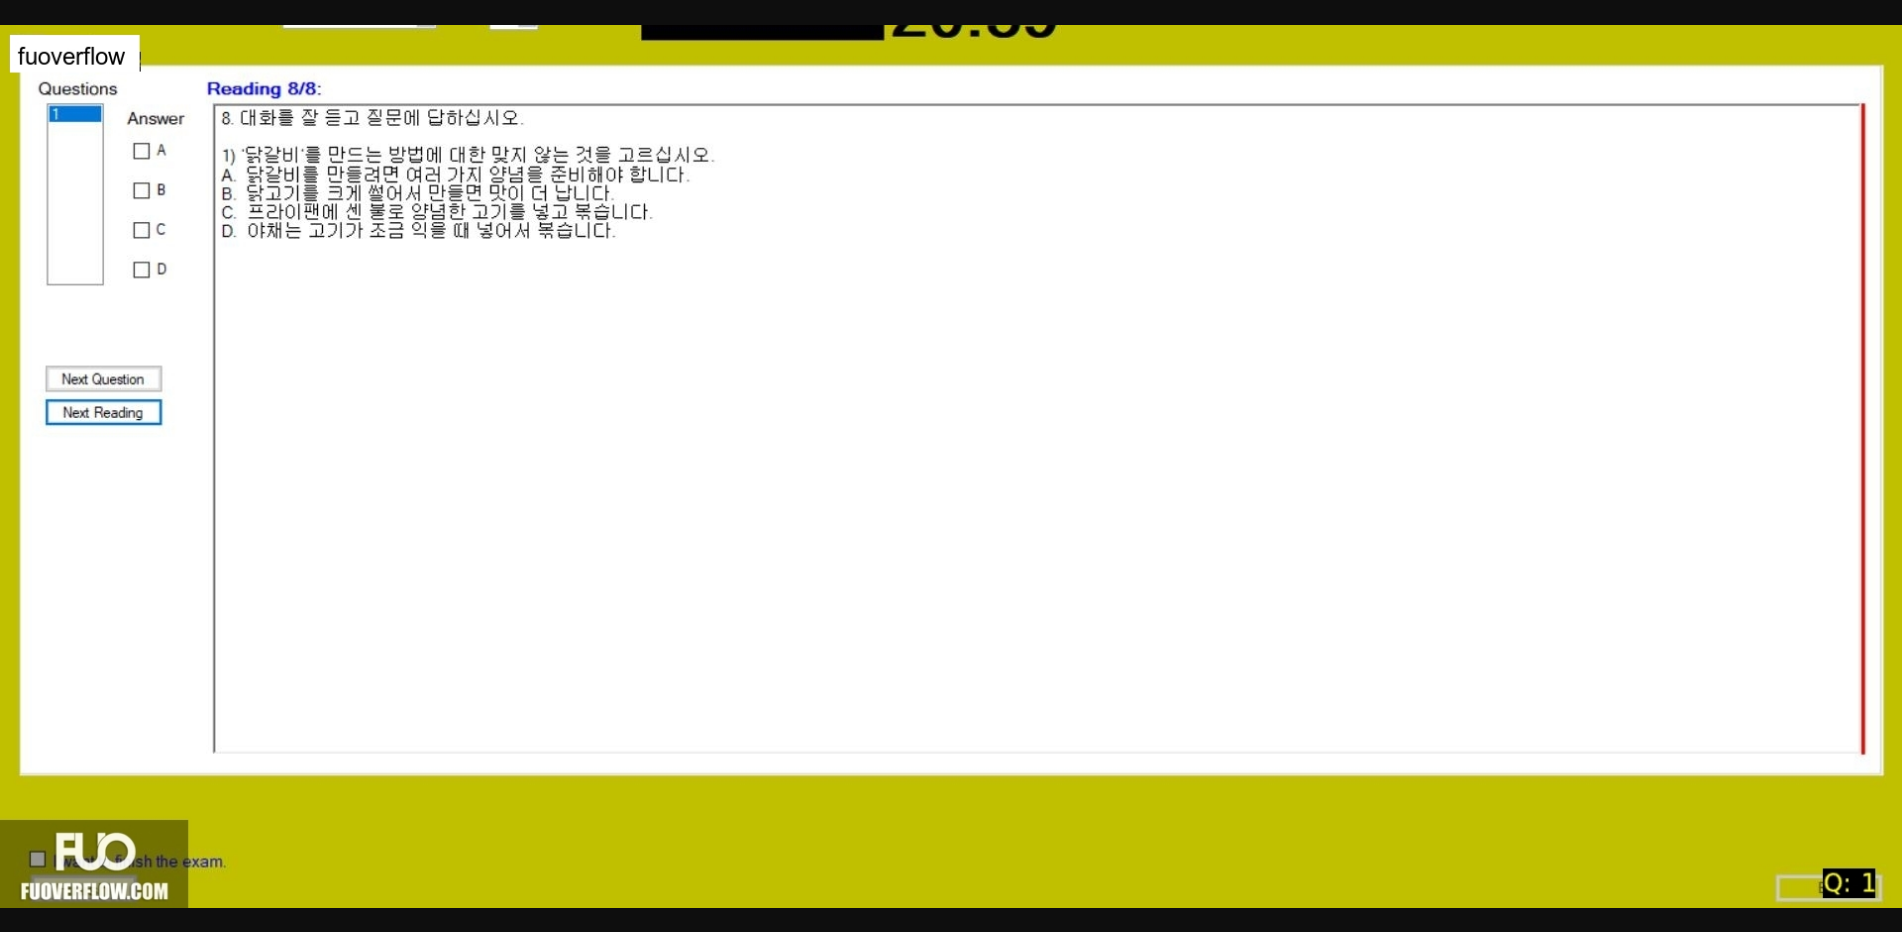 fuoverflow
Questions
Reading 8/8:
1
Answer
A
B
C
D
8. 대화를 잘 듣고 질문에 답하십시오.
1) '닭갈비'를 만드는 방법에 대한 맞지 않는 것을 고르십시오.
A. 닭갈비를 만들려면 여러 가지 양념을 준비해야 합니다.
B. 닭고기를 크게 썰어서 만들면 맛이 더 납니다.
C. 프라이팬에 센 불로 양념한 고기를 넣고 볶습니다.
D. 야채는 고기가 조금 익을 때 넣어서 볶습니다.
Next Question
Next Reading
FUO
finish the exam.
FUOVERFLOW.COM
Q: 1